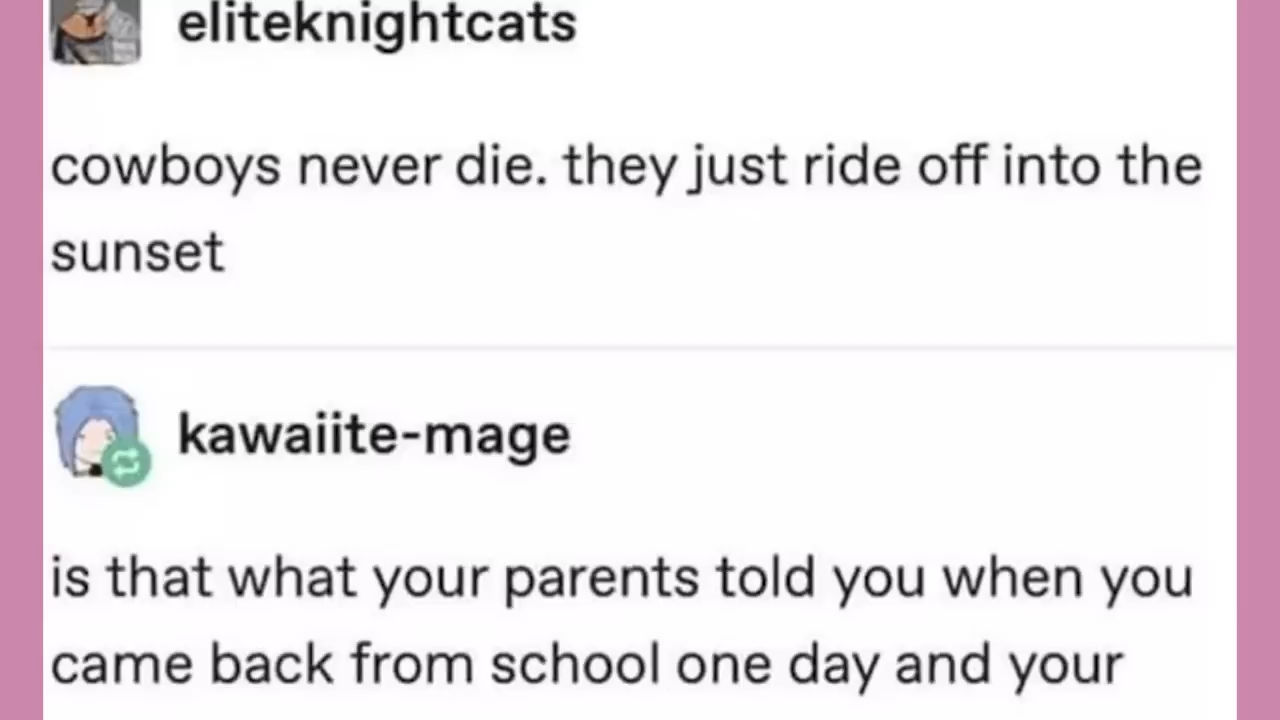 eliteknightcats
cowboys never die. they just ride off into the
sunset
kawaiite-mage
is that what your parents told you when you
came back from school one day and your